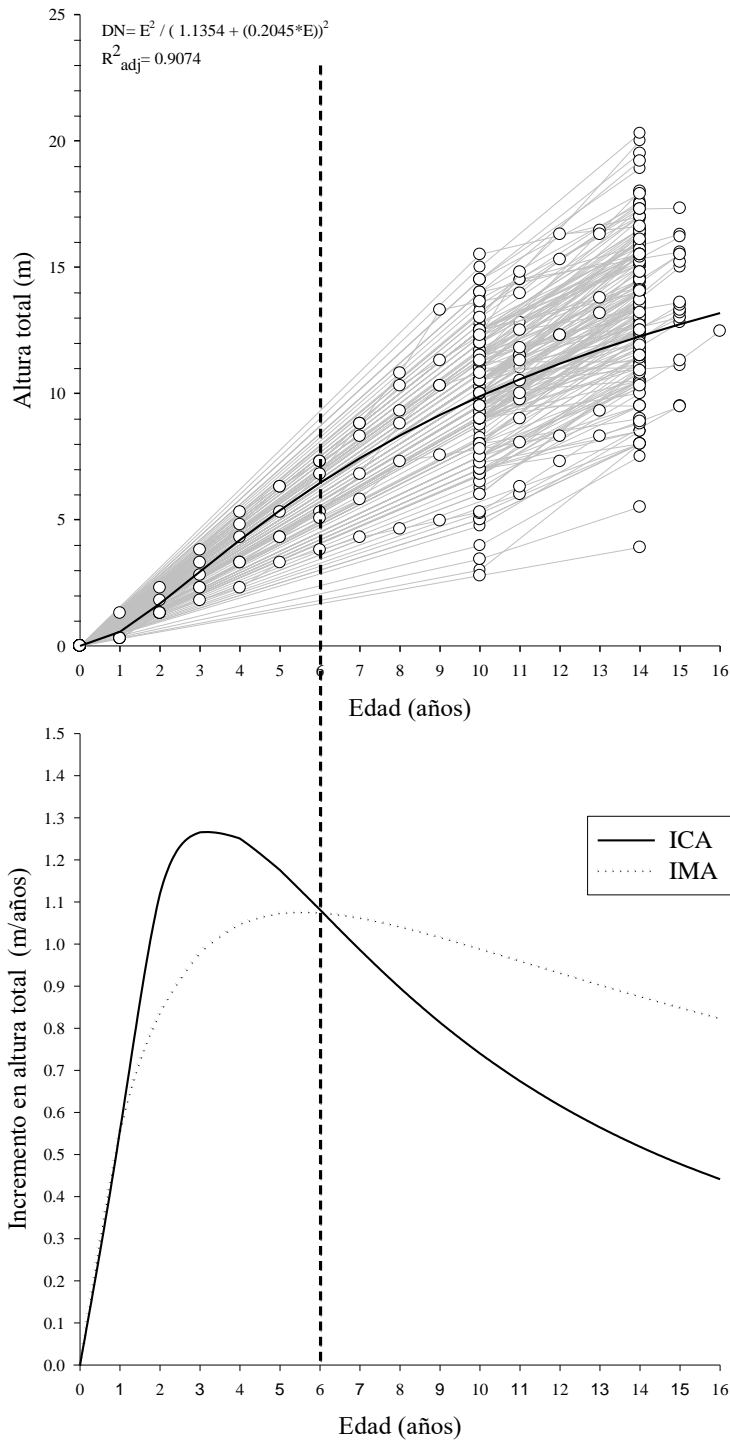 DN= E² / ( 1.1354 + (0.2045*E))²
R²adj= 0.9074
Altura total (m)
25
20
15
10
5
0
0 1 2 3 4 5 6 7 8 9 10 11 12 13 14 15 16
Edad (años)
Incremento en altura total (m/años)
1.5
1.4
1.3
1.2
1.1
1.0
0.9
0.8
0.7
0.6
0.5
0.4
0.3
0.2
0.1
0.0
ICA
IMA
0 1 2 3 4 5 6 7 8 9 10 11 12 13 14 15 16
Edad (años)